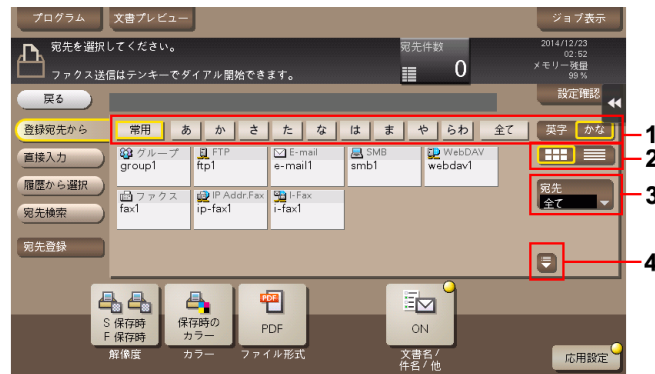 プログラム
文書プレビュー
ジョブ表示
宛先を選択してください。
ファクス送信はテンキーでダイアル開始できます。
宛先件数
0
2014/12/23
02:52
メモリー残量
99 %
戻る
設定確認
登録宛先から
常用
あ
か
さ
た
な
は
ま
や
らわ
全て
英字
かな
1
直接入力
グループ
group1
FTP
ftp1
E-mail
e-mail1
SMB
smb1
WebDAV
webdav1
2
履歴から選択
ファクス
fax1
IP Addr.Fax
ip-fax1
I-Fax
i-fax1
宛先
全て
3
宛先検索
宛先登録
4
S 保存時
F 保存時
解像度
保存時の
カラー
カラー
PDF
PDF
ファイル形式
ON
文書名/
件名/他
応用設定